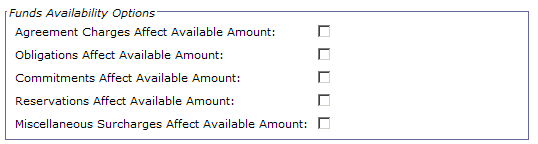 Funds Availability Options
Agreement Charges Affect Available Amount:
Obligations Affect Available Amount:
Commitments Affect Available Amount:
Reservations Affect Available Amount:
Miscellaneous Surcharges Affect Available Amount: